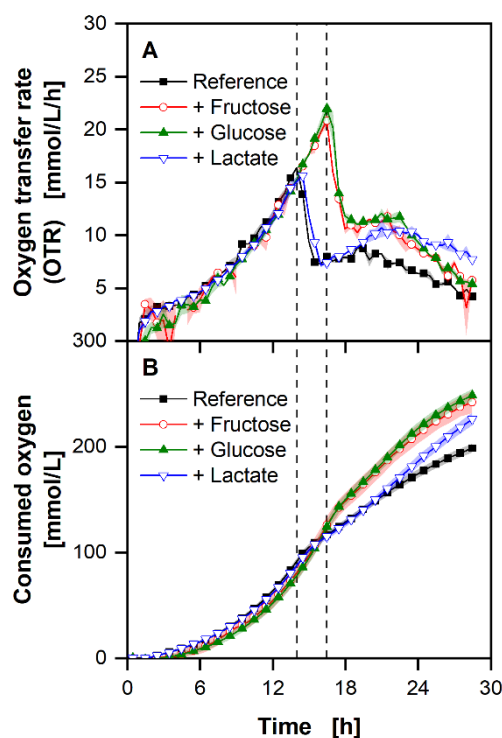 30
A
Reference
+ Fructose
+ Glucose
+ Lactate
25
20
15
10
5
Oxygen transfer rate
(OTR) [mmol/L/h]
300
B
Reference
+ Fructose
+ Glucose
+ Lactate
200
100
0
Consumed oxygen
[mmol/L]
0 6 12 18 24 30
Time [h]